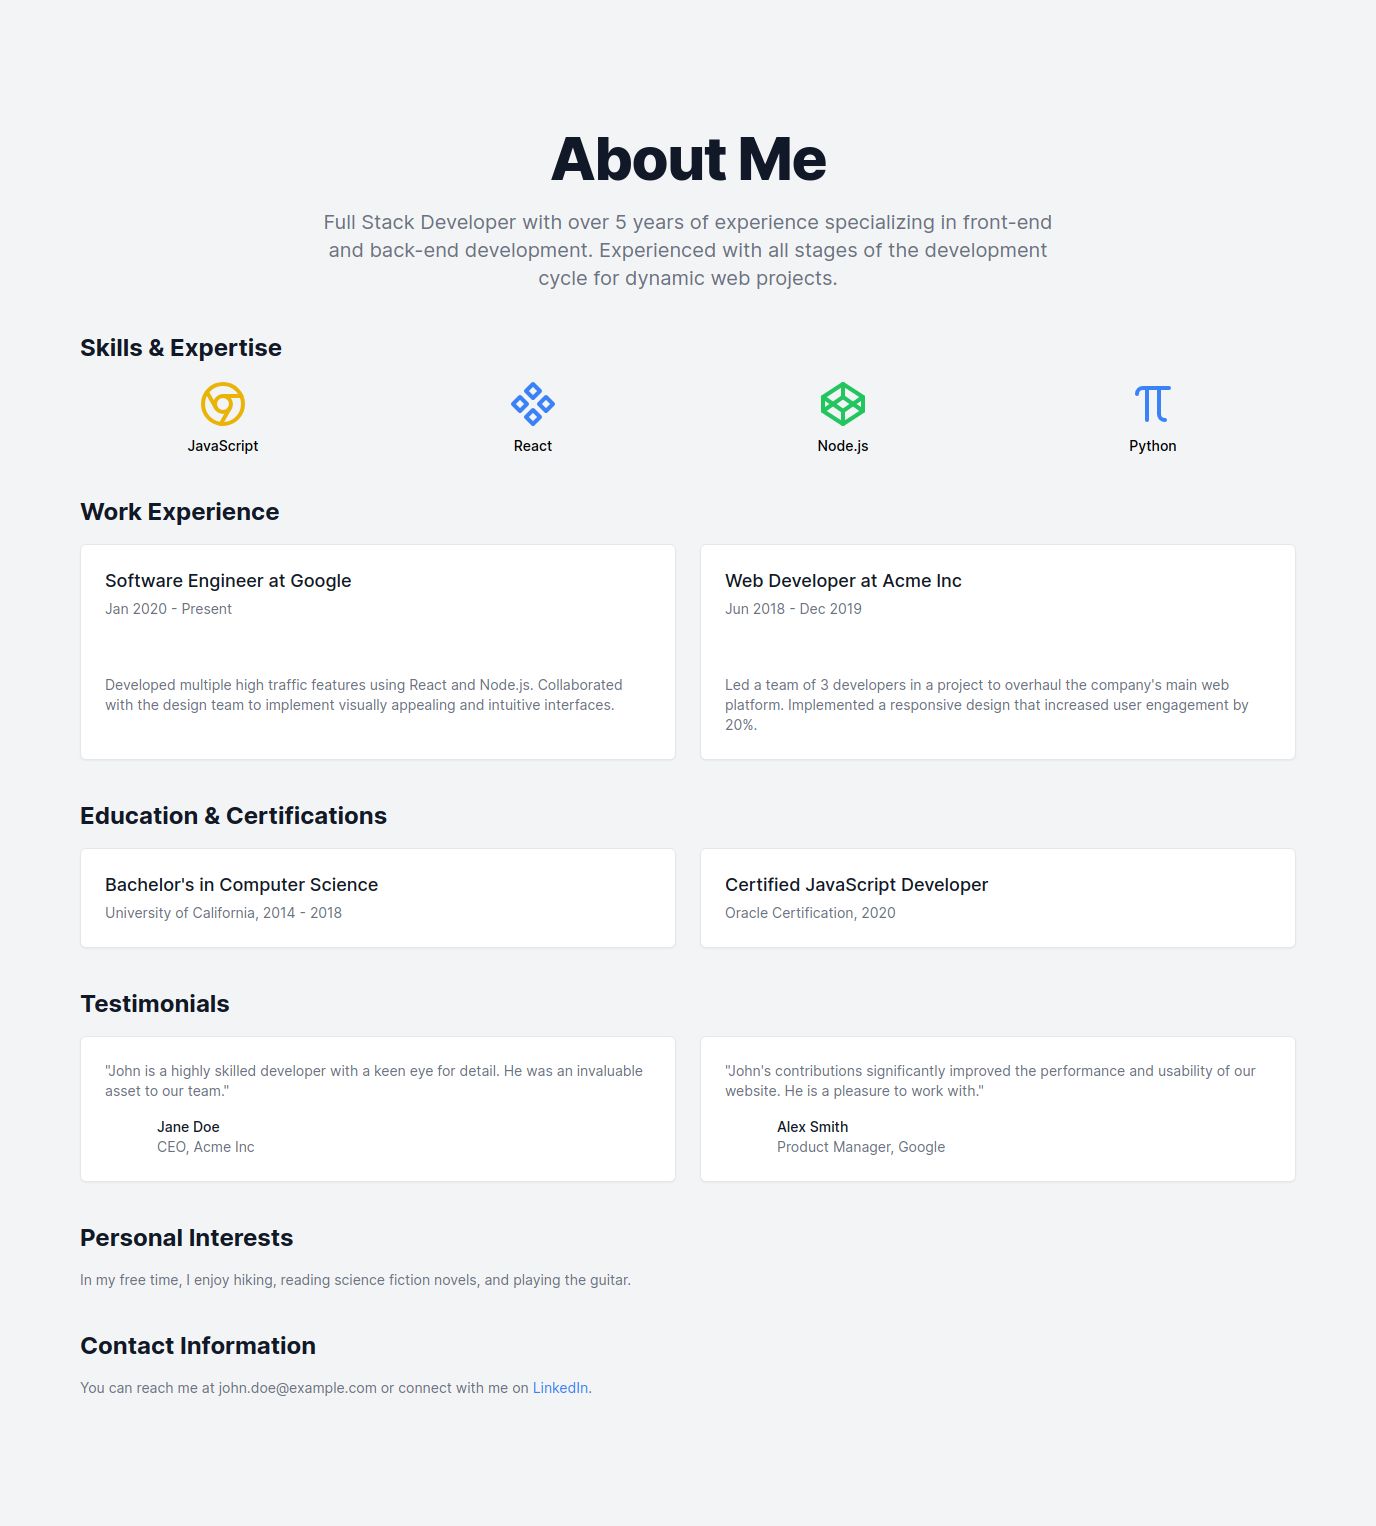 About Me
Full Stack Developer with over 5 years of experience specializing in front-end
and back-end development. Experienced with all stages of the development
cycle for dynamic web projects.
Skills & Expertise
JavaScript
React
Node.js
Python
Work Experience
Software Engineer at Google
Jan 2020 - Present
Developed multiple high traffic features using React and Node.js. Collaborated
with the design team to implement visually appealing and intuitive interfaces.
Web Developer at Acme Inc
Jun 2018 - Dec 2019
Led a team of 3 developers in a project to overhaul the company's main web
platform. Implemented a responsive design that increased user engagement by
20%.
Education & Certifications
Bachelor's in Computer Science
University of California, 2014 - 2018
Certified JavaScript Developer
Oracle Certification, 2020
Testimonials
"John is a highly skilled developer with a keen eye for detail. He was an invaluable
asset to our team."
Jane Doe
CEO, Acme Inc
"John's contributions significantly improved the performance and usability of our
website. He is a pleasure to work with."
Alex Smith
Product Manager, Google
Personal Interests
In my free time, I enjoy hiking, reading science fiction novels, and playing the guitar.
Contact Information
You can reach me at john.doe@example.com or connect with me on LinkedIn.